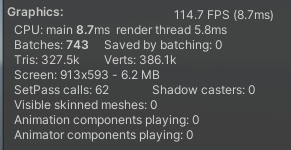 Graphics: 114.7 FPS (8.7ms)
CPU: main 8.7ms render thread 5.8ms
Batches: 743 Saved by batching: 0
Tris: 327.5k Verts: 386.1k
Screen: 913x593 - 6.2 MB
SetPass calls: 62 Shadow casters: 0
Visible skinned meshes: 0
Animation components playing: 0
Animator components playing: 0